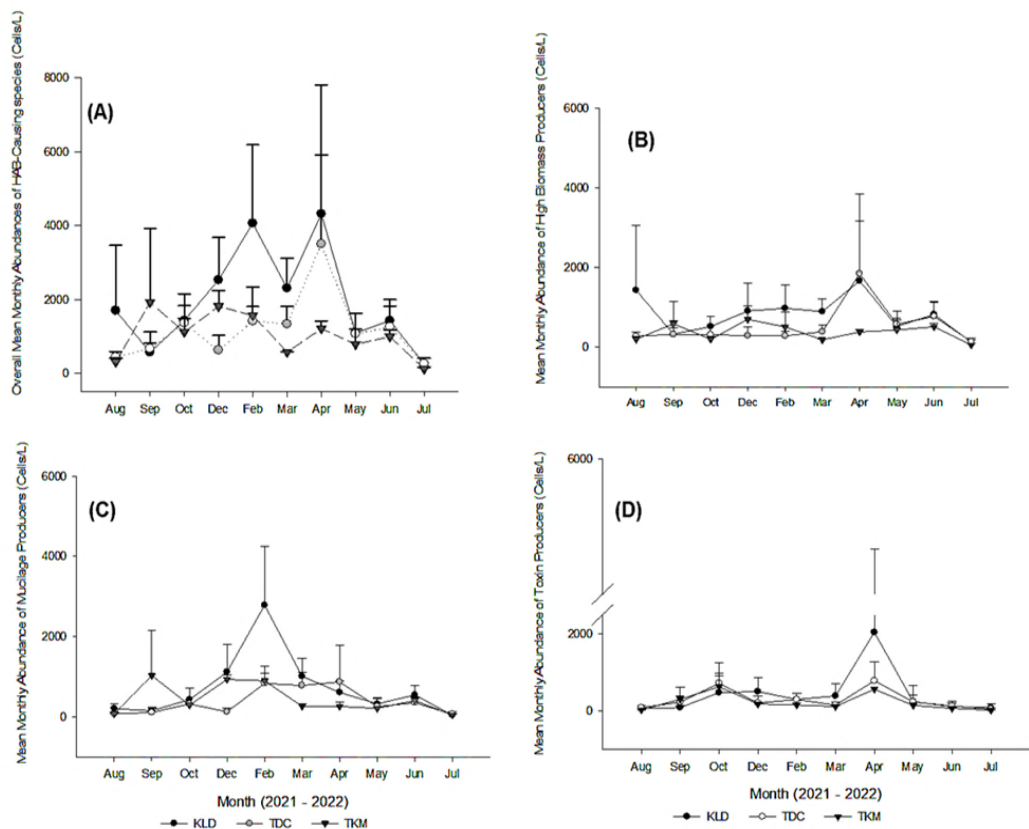 Overall Mean Monthly Abundances of HAB-Causing species (Cells/L)
(A)
8000
6000
4000
2000
0
Aug Sep Oct Dec Feb Mar Apr May Jun Jul
Mean Monthly Abundance of High Biomass Producers (Cells/L)
(B)
6000
4000
2000
0
Aug Sep Oct Dec Feb Mar Apr May Jun Jul
Mean Monthly Abundance of Mucilage Producers (Cells/L)
(C)
6000
4000
2000
0
Aug Sep Oct Dec Feb Mar Apr May Jun Jul
Month (2021 - 2022)
KLD TDC TKM
Mean Monthly Abundance of Toxin Producers (Cells/L)
(D)
6000
2000
0
Aug Sep Oct Dec Feb Mar Apr May Jun Jul
Month (2021 - 2022)
KLD TDC TKM